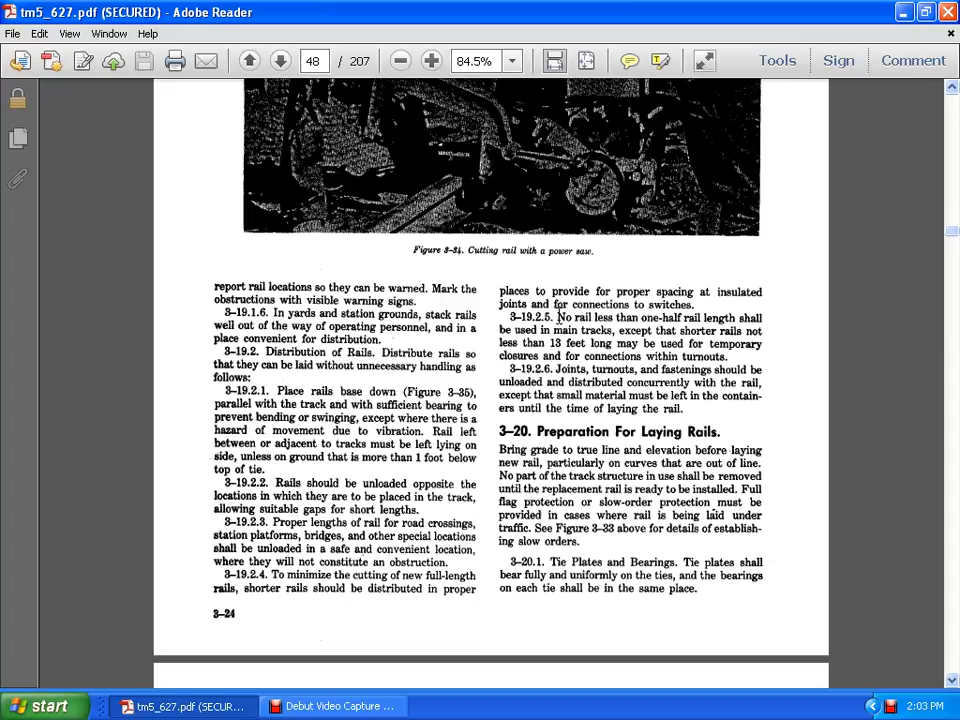 tm5_627.pdf (SECURED) - Adobe Reader
File Edit View Window Help
48 / 207 84.5% Tools Sign Comment
Figure 3-34. Cutting rail with a power saw.
report rail locations so they can be warned. Mark the
obstructions with visible warning signs.
3-19.1.6. In yards and station grounds, stack rails
well out of the way of operating personnel, and in a
place convenient for distribution.
3-19.2. Distribution of Rails. Distribute rails so
that they can be laid without unnecessary handling as
follows:
3-19.2.1. Place rails base down (Figure 3-35),
parallel with the track and with sufficient bearing to
prevent bending or swinging, except where there is a
hazard of movement due to vibration. Rail left
between or adjacent to tracks must be left lying on
side, unless on ground that is more than 1 foot below
top of tie.
3-19.2.2. Rails should be unloaded opposite the
locations in which they are to be placed in the track,
allowing suitable gaps for short lengths.
3-19.2.3. Proper lengths of rail for road crossings,
station platforms, bridges, and other special locations
shall be unloaded in a safe and convenient location,
where they will not constitute an obstruction.
3-19.2.4. To minimize the cutting of new full-length
rails, shorter rails should be distributed in proper
3-24
places to provide for proper spacing at insulated
joints and for connections to switches.
3-19.2.5. No rail less than one-half rail length shall
be used in main tracks, except that shorter rails not
less than 13 feet long may be used for temporary
closures and for connections within turnouts.
3-19.2.6. Joints, turnouts, and fastenings should be
unloaded and distributed concurrently with the rail,
except that small material must be left in the contain-
ers until the time of laying the rail.
3-20. Preparation For Laying Rails.
Bring grade to true line and elevation before laying
new rail, particularly on curves that are out of line.
No part of the track structure in use shall be removed
until the replacement rail is ready to be installed. Full
flag protection or slow-order protection must be
provided in cases where rail is being laid under
traffic. See Figure 3-33 above for details of establish-
ing slow orders.
3-20.1. Tie Plates and Bearings. Tie plates shall
bear fully and uniformly on the ties, and the bearings
on each tie shall be in the same place.
start tm5_627.pdf (SECUR... Debut Video Capture ... 2:03 PM